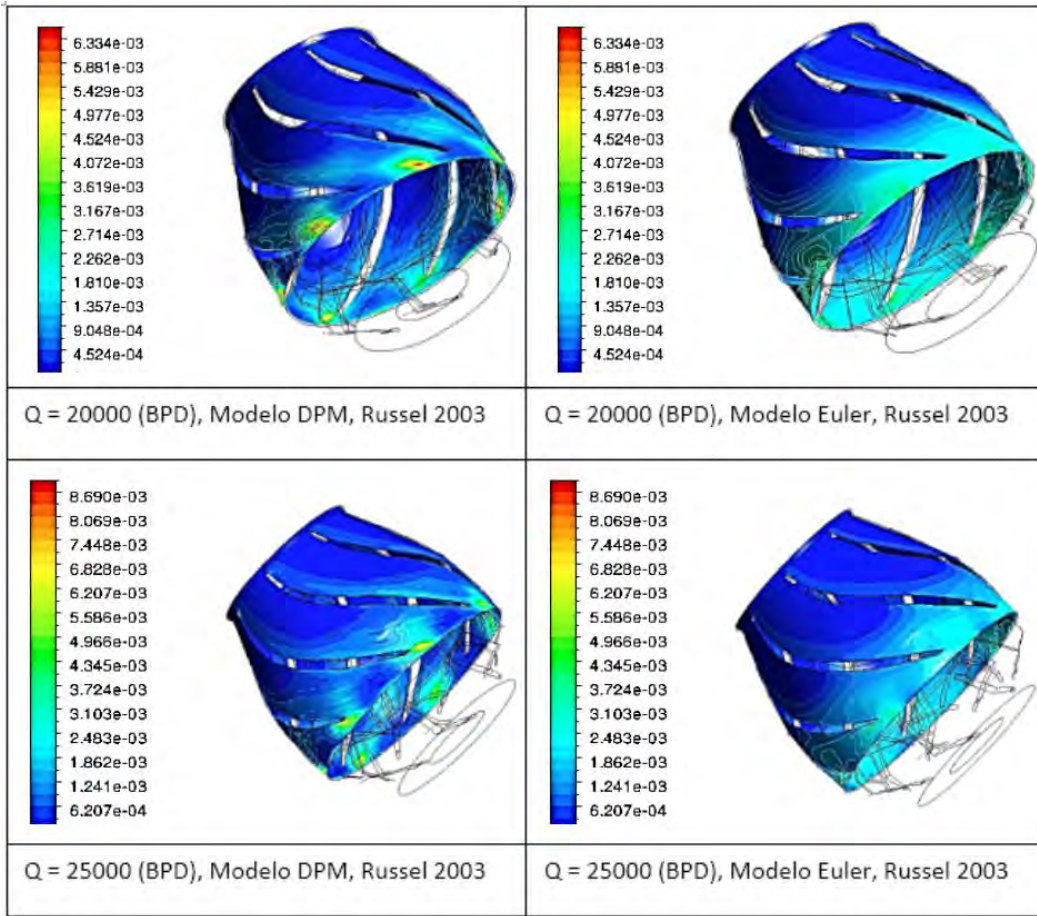 6.334e-03
5.881e-03
5.429e-03
4.977e-03
4.524e-03
4.072e-03
3.619e-03
3.167e-03
2.714e-03
2.262e-03
1.810e-03
1.357e-03
9.048e-04
4.524e-04
6.334e-03
5.881e-03
5.429e-03
4.977e-03
4.524e-03
4.072e-03
3.619e-03
3.167e-03
2.714e-03
2.262e-03
1.810e-03
1.357e-03
9.048e-04
4.524e-04
Q = 20000 (BPD), Modelo DPM, Russel 2003
Q = 20000 (BPD), Modelo Euler, Russel 2003
8.690e-03
8.069e-03
7.448e-03
6.207e-03
5.586e-03
4.966e-03
4.345e-03
3.724e-03
3.103e-03
2.483e-03
1.862e-03
1.241e-03
6.207e-04
8.690e-03
8.069e-03
7.448e-03
6.207e-03
5.586e-03
4.966e-03
4.345e-03
3.724e-03
3.103e-03
2.483e-03
1.862e-03
1.241e-03
6.207e-04
Q = 25000 (BPD), Modelo DPM, Russel 2003
Q = 25000 (BPD), Modelo Euler, Russel 2003